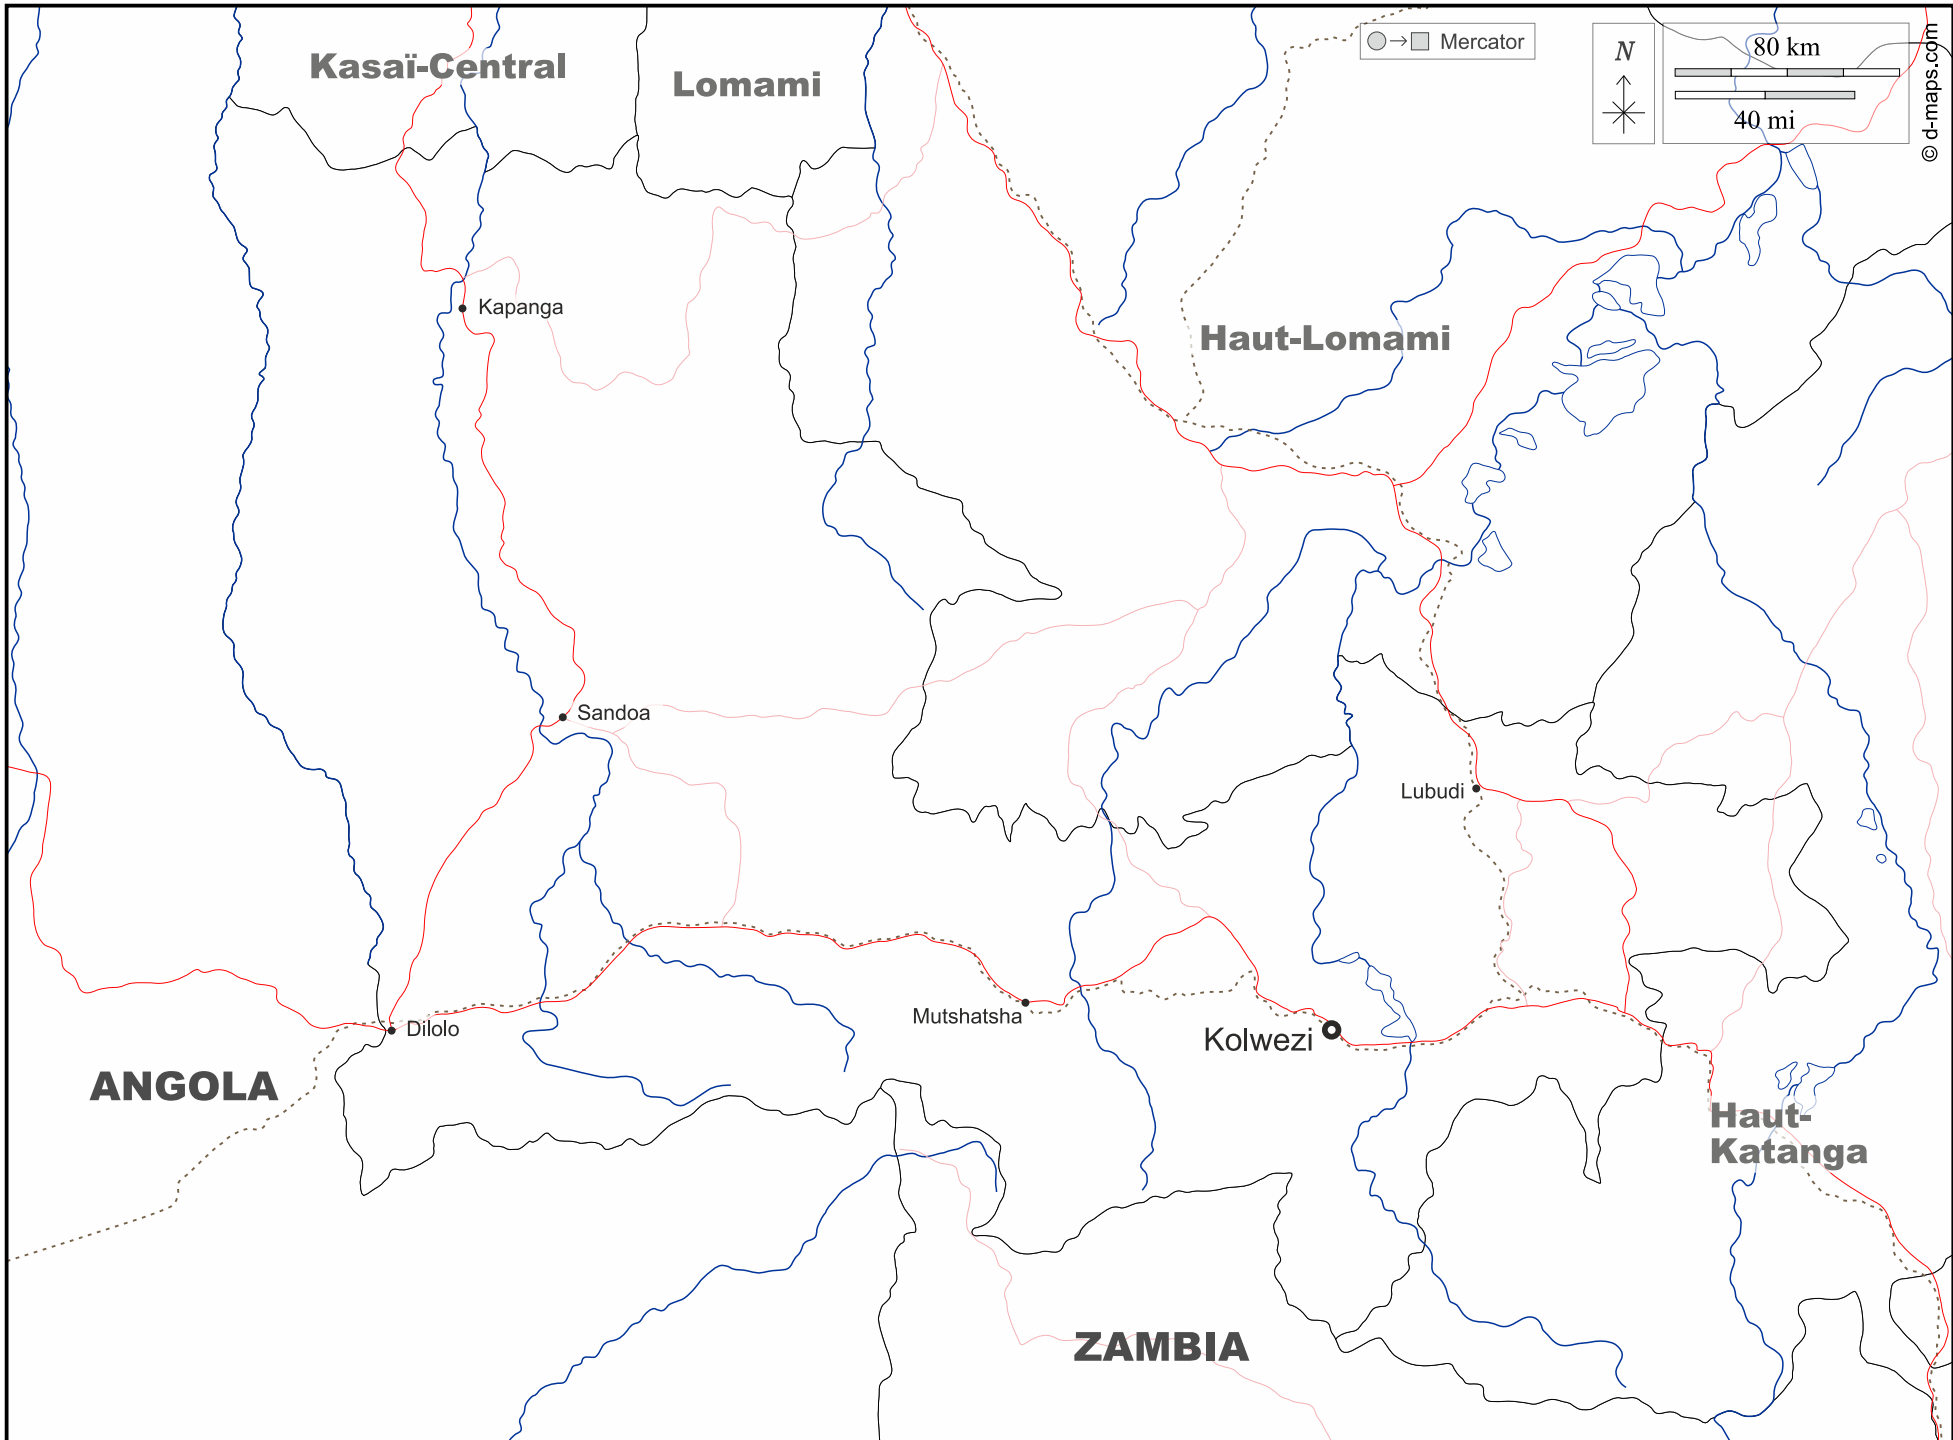 Kasaï-Central
Lomami
Mercator
N
80 km
40 mi
© d-maps.com
Kapanga
Haut-Lomami
Sandoa
Lubudi
Mutshatsha
Dilolo
Kolwezi
ANGOLA
Haut-
Katanga
ZAMBIA